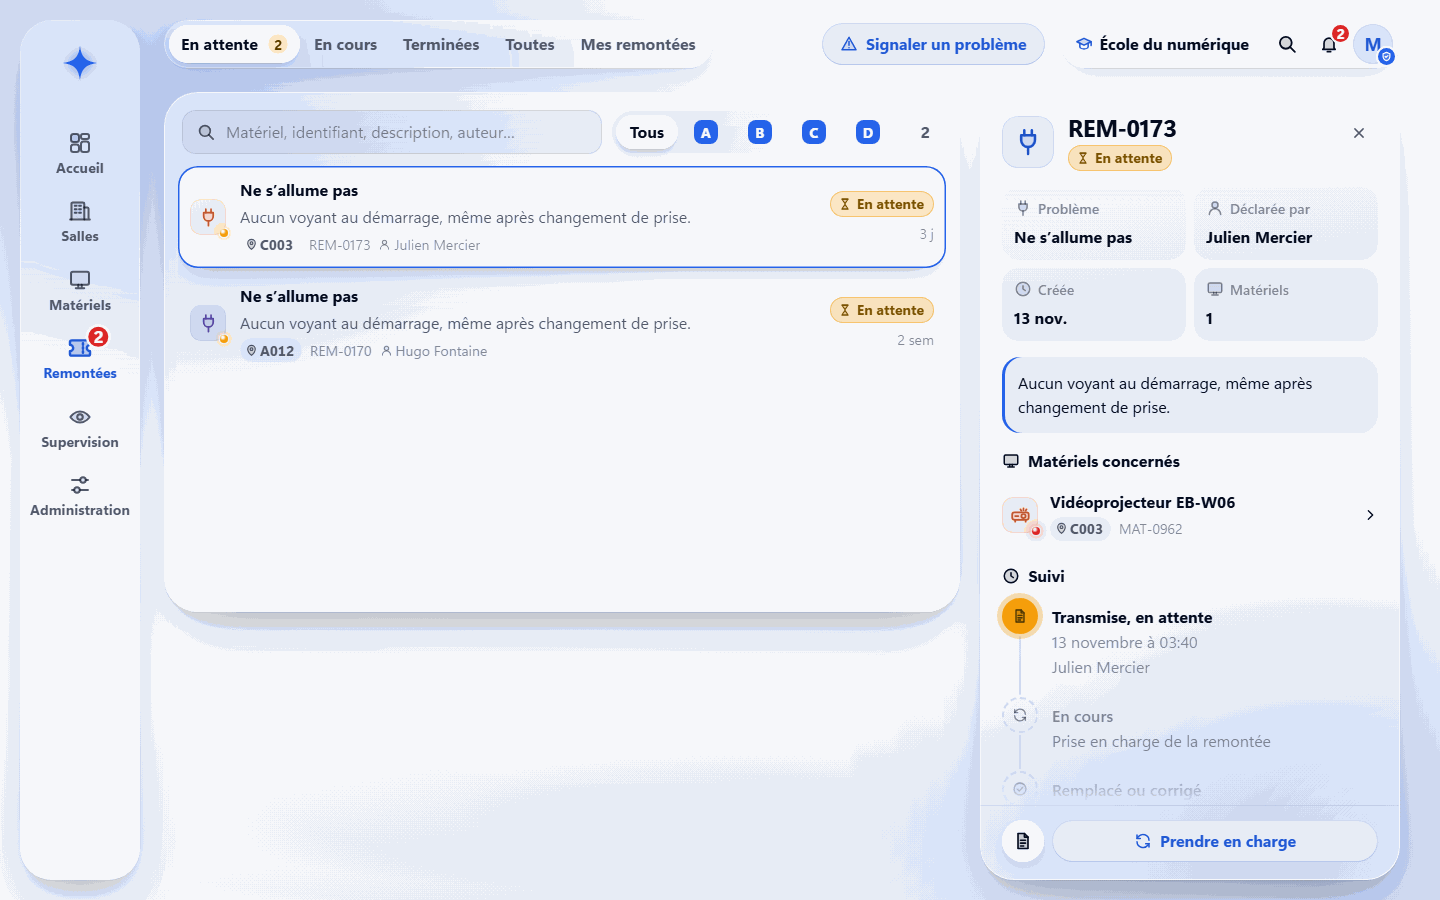 Accueil
Salles
Matériels
2
Remontées
Supervision
Administration
En attente 2 En cours Terminées Toutes Mes remontées
Signaler un problème
École du numérique
2
M
Matériel, identifiant, description, auteur...
Tous A B C D 2
Ne s’allume pas
Aucun voyant au démarrage, même après changement de prise.
C003 REM-0173 Julien Mercier
En attente
3 j
Ne s’allume pas
Aucun voyant au démarrage, même après changement de prise.
A012 REM-0170 Hugo Fontaine
En attente
2 sem
REM-0173
En attente
Problème
Ne s’allume pas
Déclarée par
Julien Mercier
Créée
13 nov.
Matériels
1
Aucun voyant au démarrage, même après
changement de prise.
Matériels concernés
Vidéoprojecteur EB-W06
C003 MAT-0962
Suivi
Transmise, en attente
13 novembre à 03:40
Julien Mercier
En cours
Prise en charge de la remontée
Remplacé ou corrigé
Prendre en charge